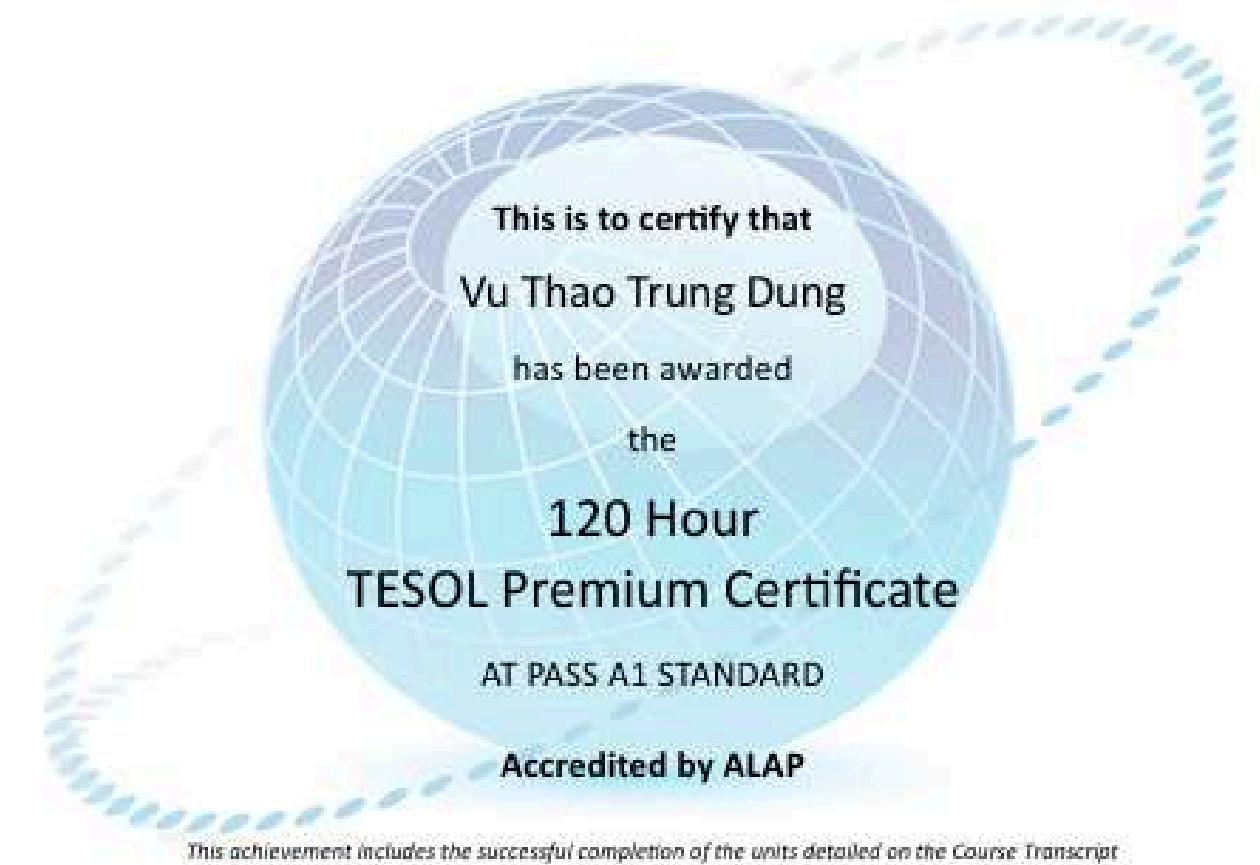 This is to certify that
Vu Thao Trung Dung
has been awarded
the
120 Hour
TESOL Premium Certificate
AT PASS A1 STANDARD
Accredited by ALAP
This achievement includes the successful completion of the units detailed on the Course Transcript